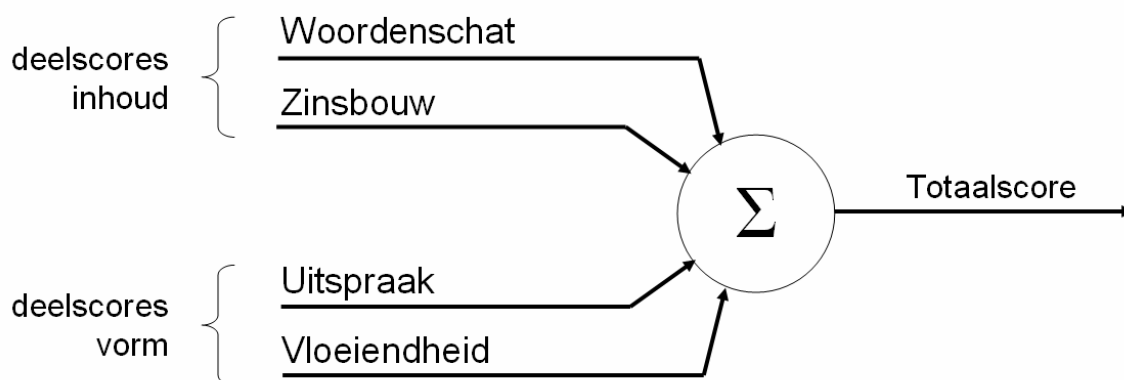 deelscores
inhoud
Woordenschat
Zinsbouw
Σ
Totaalscore
deelscores
vorm
Uitspraak
Vloeiendheid